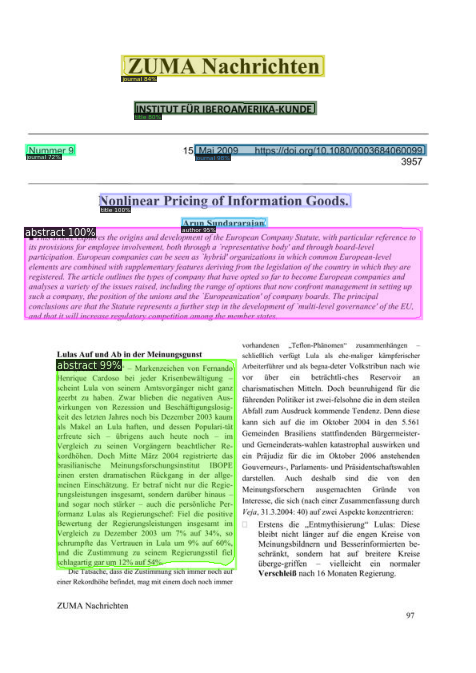 ZUMA Nachrichten
journal 84%
INSTITUT FÜR IBEROAMERIKA-KUNDE
title 80%
Nummer 9
journal 72%
15 Mai 2009 https://doi.org/10.1080/0003684060099
3957
Nonlinear Pricing of Information Goods.
title 100%
Arun Sundararajan
author 95%
abstract 100%
the origins and development of the European Company Statute, with particular reference to
its provisions for employee involvement, both through a `representative body' and through board-level
participation. European companies can be seen as `hybrid' organizations in which common European-level
elements are combined with supplementary features deriving from the legislation of the country in which they are
registered. The article outlines the types of company that have opted so far to become European companies and
analyses a variety of the issues raised, including the range of options now confront management in setting up
such a company, the position of the unions and the `Europeanization' of company boards. The principal
conclusions are that the Statute represents a further step in the development of `multi-level governance' of the EU,
and that it will increase regulatory competition among the member states.
Lulas Auf und Ab in der Meinungsgunst
abstract 99%
– Markenzeichen von Fernando
Henrique Cardoso bei jeder Krisenbewältigung –
scheint Lula von seinem Amtsvorgänger nicht ganz
geerbt zu haben. Zwar blieben die negativen Aus-
wirkungen von Rezession und Beschäftigungslosig-
keit des letzten Jahres noch bis Dezember 2003 kaum
als Makel an Lula haften, und dessen Populari-tät
erfreute sich – übrigens auch heute noch – im
Vergleich zu seinem Vorgängern beachtlicher Re-
kordhöhen. Doch Mitte März 2004 registrierte das
brasilianische Meinungsforschungsinstitut IBOPE
einen ersten dramatischen Rückgang in der allge-
meinen Einschätzung. Er betraf nicht nur die Regie-
rungsleistungen insgesamt, sondern darüber hinaus –
und sogar noch stärker – auch die persönliche Per-
formanz Lulas als Regierungschef: Fiel die positive
Bewertung der Regierungsleistungen insgesamt im
Vergleich zu Dezember 2003 um 7% auf 34%, so
schrumpfte das Vertrauen in Lula um 9% auf 60%,
und die Zustimmung zu seinem Regierungsstil fiel
schlagartig gar um 12% auf 54%.
Die Tatsache, dass die Zustimmung sich immer noch auf
einer Rekordhöhe befindet, mag mit einem doch noch immer
vorhandenen „Teflon-Phänomen“ zusammenhängen –
schließlich verfügt Lula als ehe-maliger kämpferischer
Arbeiterführer und als begna-deter Volkstribun nach wie
vor über ein beträchtli-ches Reservoir an
charismatischen Mitteln. Doch beunruhigend für die
führenden Politiker ist zwei-felsohne die in dem steilen
Abfall zum Ausdruck kommende Tendenz. Denn diese
kann sich auf die im Oktober 2004 in den 5.561
Gemeinden Brasiliens stattfindenden Bürgermeister-
und Gemeinderats-wahlen katastrophal auswirken und
ein Präjudiz für die im Oktober 2006 anstehenden
Gouverneurs-, Parlaments- und Präsidentschaftswahlen
darstellen. Auch deshalb sind die von den
Meinungsforschern ausgemachten Gründe von
Interesse, die sich (nach einer Zusammenfassung durch
Veja, 31.3.2004: 40) auf zwei Aspekte konzentrieren:
Erstens die „Entmythisierung“ Lulas: Diese
bleibt nicht länger auf die engen Kreise von
Meinungsbildnern und Besserinformierten be-
schränkt, sondern hat auf breitere Kreise
überge-griffen – vielleicht ein normaler
Verschleiß nach 16 Monaten Regierung.
ZUMA Nachrichten
97